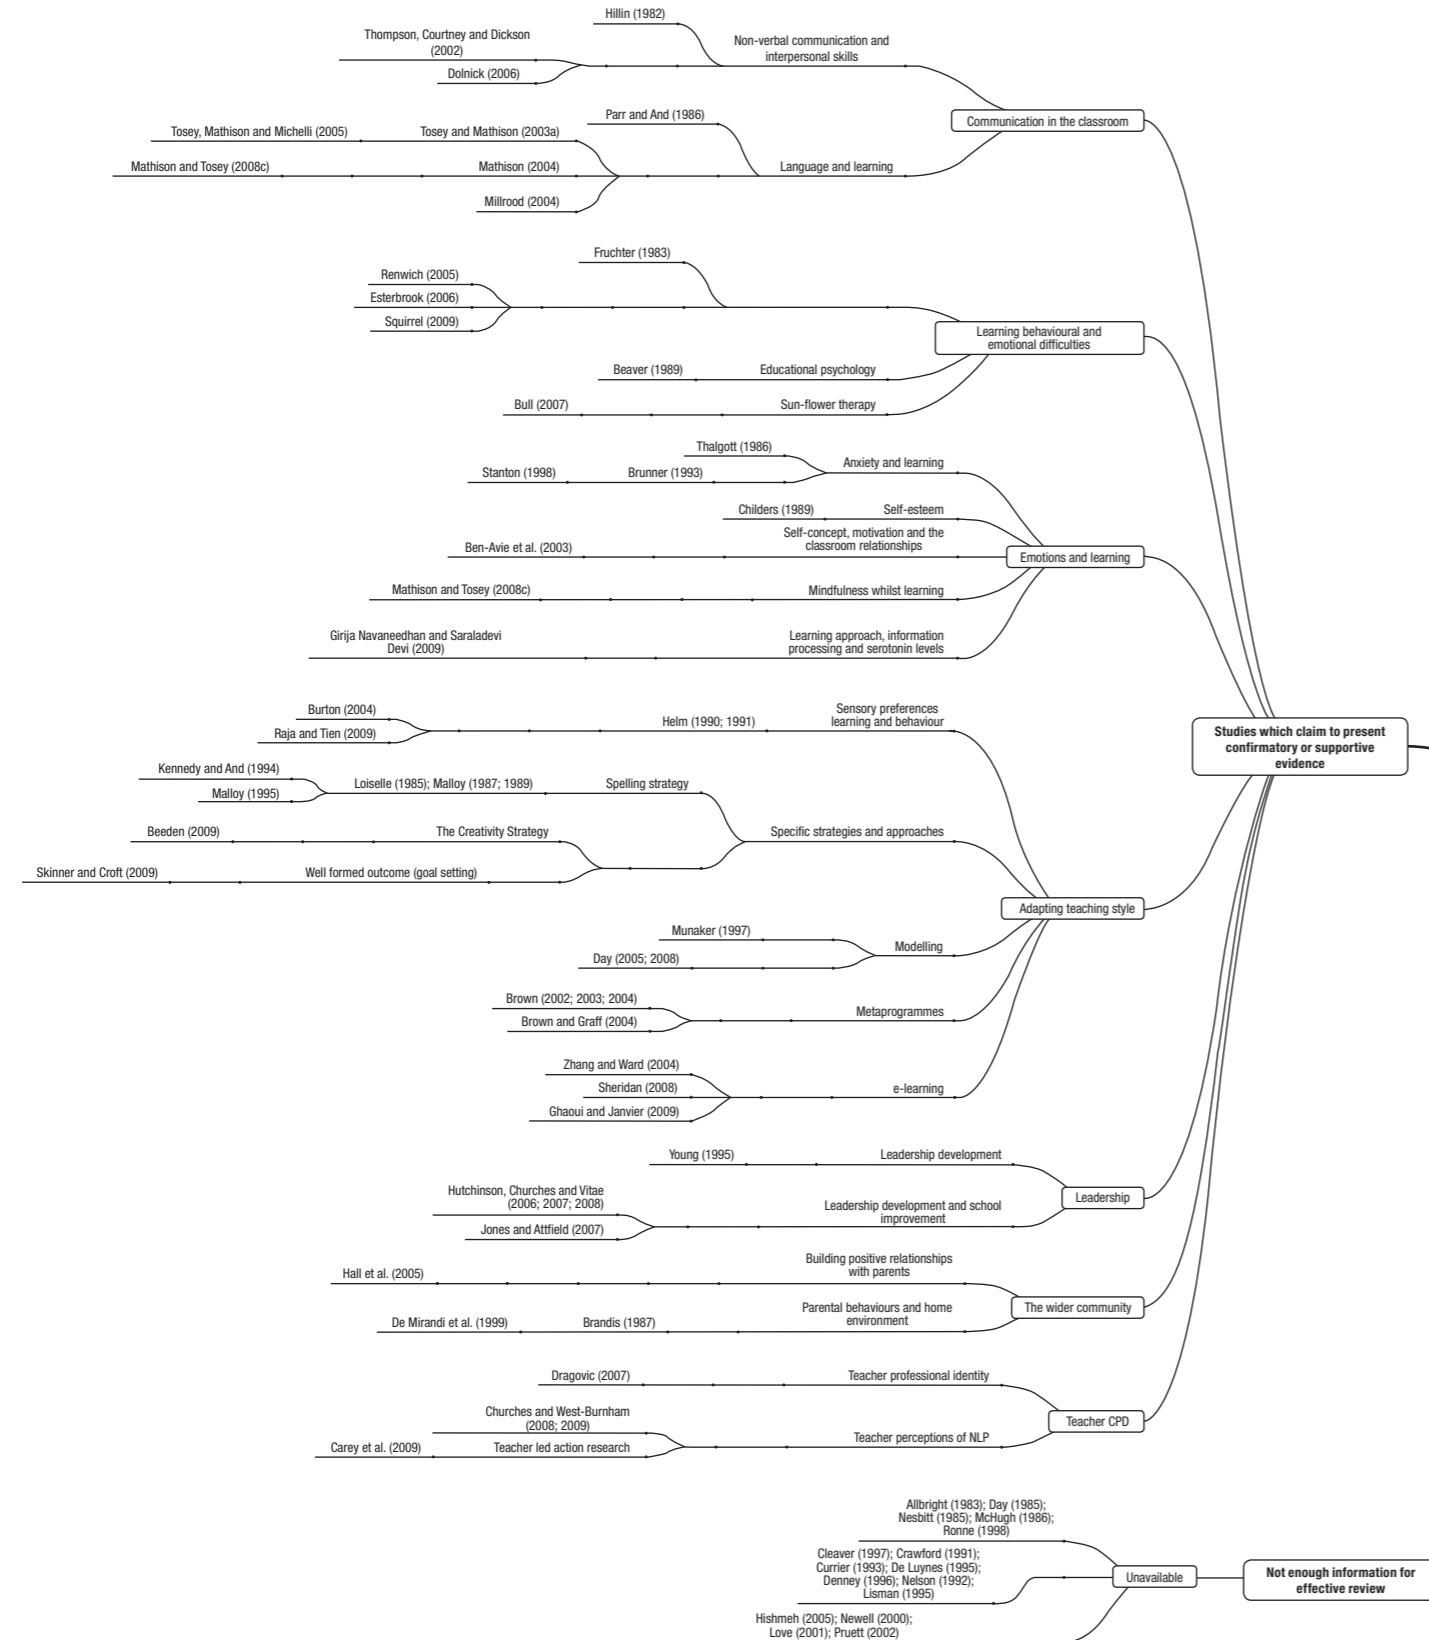 Hillin (1982)
Thompson, Courtney and Dickson
(2002)
Non-verbal communication and
interpersonal skills
Dolnick (2006)
Communication in the classroom
Parr and And (1986)
Tosey, Mathison and Michelli (2005)
Tosey and Mathison (2003a)
Mathison and Tosey (2008c)
Mathison (2004)
Language and learning
Millrood (2004)
Fruchter (1983)
Renwich (2005)
Esterbrook (2006)
Squirrel (2009)
Learning behavioural and
emotional difficulties
Beaver (1989)
Educational psychology
Bull (2007)
Sun-flower therapy
Thalgott (1986)
Anxiety and learning
Stanton (1998)
Brunner (1993)
Childers (1989)
Self-esteem
Self-concept, motivation and the
classroom relationships
Ben-Avie et al. (2003)
Emotions and learning
Mathison and Tosey (2008c)
Mindfulness whilst learning
Girija Navaneedhan and Saraladevi
Devi (2009)
Learning approach, information
processing and serotonin levels
Burton (2004)
Raja and Tien (2009)
Helm (1990; 1991)
Sensory preferences
learning and behaviour
Studies which claim to present
confirmatory or supportive
evidence
Kennedy and And (1994)
Malloy (1995)
Loiselle (1985); Malloy (1987; 1989)
Spelling strategy
Beeden (2009)
The Creativity Strategy
Specific strategies and approaches
Skinner and Croft (2009)
Well formed outcome (goal setting)
Adapting teaching style
Munaker (1997)
Modelling
Day (2005; 2008)
Brown (2002; 2003; 2004)
Metaprogrammes
Brown and Graff (2004)
Zhang and Ward (2004)
Sheridan (2008)
e-learning
Ghaoui and Janvier (2009)
Young (1995)
Leadership development
Hutchinson, Churches and Vitae
(2006; 2007; 2008)
Leadership
Leadership development and school
improvement
Jones and Attfield (2007)
Building positive relationships
with parents
Hall et al. (2005)
The wider community
Parental behaviours and home
environment
De Mirandi et al. (1999)
Brandis (1987)
Dragovic (2007)
Teacher professional identity
Churches and West-Burnham
(2008; 2009)
Teacher CPD
Teacher perceptions of NLP
Carey et al. (2009)
Teacher led action research
Allbright (1983); Day (1985);
Nesbitt (1985); McHugh (1986);
Ronne (1998)
Cleaver (1997); Crawford (1991);
Currier (1993); De Luynes (1995);
Denney (1996); Nelson (1992);
Lisman (1995)
Unavailable
Not enough information for
effective review
Hishmeh (2005); Newell (2000);
Love (2001); Pruett (2002)